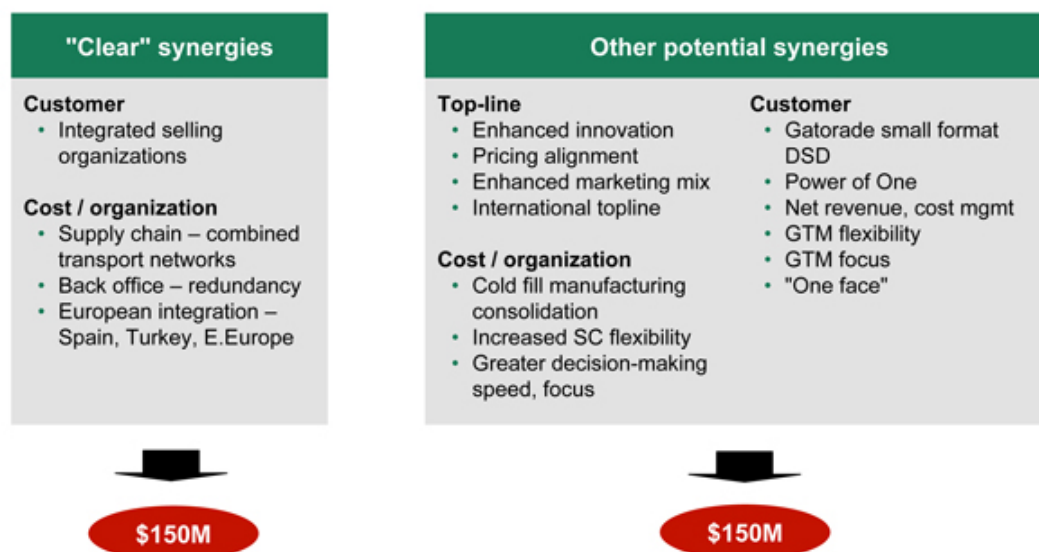 "Clear" synergies
Customer
• Integrated selling
organizations
Cost / organization
• Supply chain – combined
transport networks
• Back office – redundancy
• European integration –
Spain, Turkey, E.Europe
$150M
Other potential synergies
Top-line
• Enhanced innovation
• Pricing alignment
• Enhanced marketing mix
• International topline
Cost / organization
• Cold fill manufacturing
consolidation
• Increased SC flexibility
• Greater decision-making
speed, focus
Customer
• Gatorade small format
DSD
• Power of One
• Net revenue, cost mgmt
• GTM flexibility
• GTM focus
• "One face"
$150M